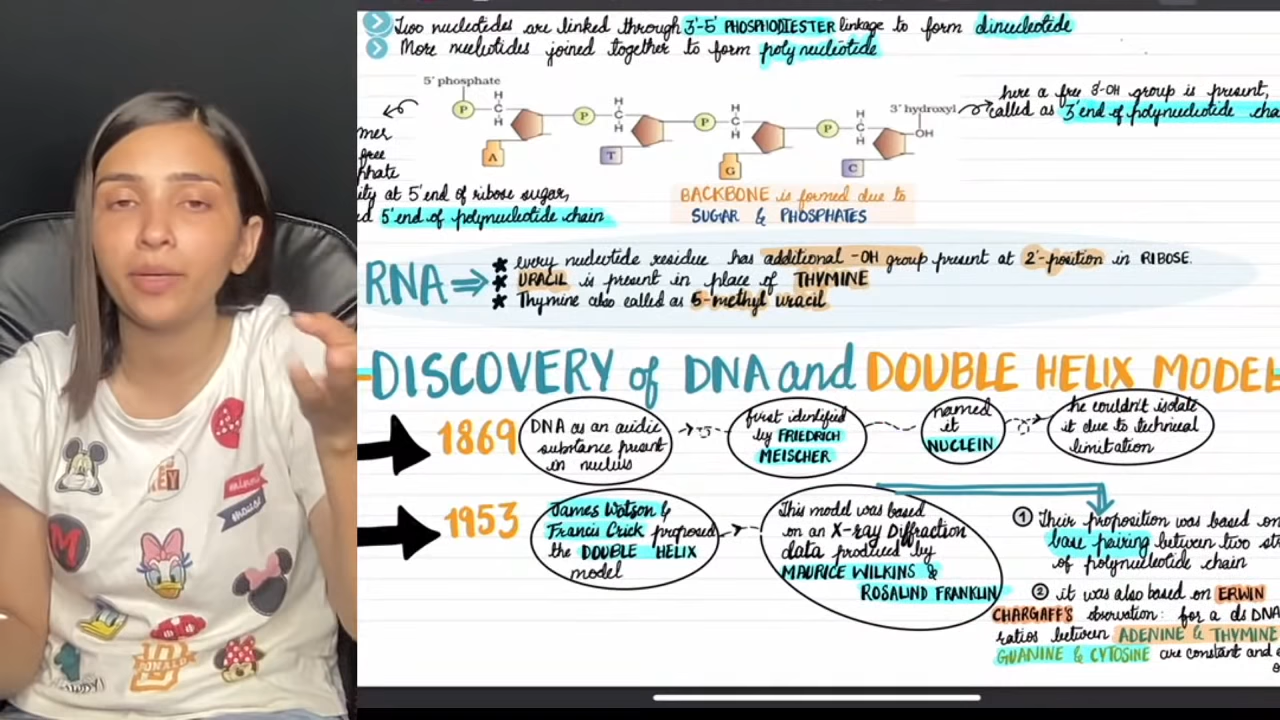 Two nucleotides are linked through 3'-5' PHOSPHODIESTER linkage to form dinucleotide
More nucleotides joined together to form poly nucleotide
5' phosphate
P H C H P H C H P H C H P H C H
3' hydroxyl
OH
A T G C
here a free 3'-OH group is present,
called as 3'end of polynucleotide cha
mer
free
phate
ity at 5'end of ribose sugar,
d 5'end of polynucleotide chain
BACKBONE is formed due to
SUGAR & PHOSPHATES
RNA ⇒
* every nucleotide residue has additional -OH group present at 2'-position in RIBOSE.
* URACIL is present in place of THYMINE
* Thymine also called as 5-methyl uracil
DISCOVERY of DNA and DOUBLE HELIX MODEL
1869
DNA as an acidic
substance present
in nucleus
first identified
by FRIEDRICH
MEISCHER
named
it
NUCLEIN
he couldn't isolate
it due to technical
limitation
1953
James Watson &
Francis Crick proposed
the DOUBLE HELIX
model
This model was based
on an X-ray Diffraction
data produced by
MAURICE WILKINS &
ROSALIND FRANKLIN
① Their proposition was based on
base pairing between two st
of polynucleotide chain
② it was also based on ERWIN
CHARGAFF'S observation: for a ds DNA
ratios between ADENINE & THYMINE
GUANINE & CYTOSINE are constant and
M
DONALD